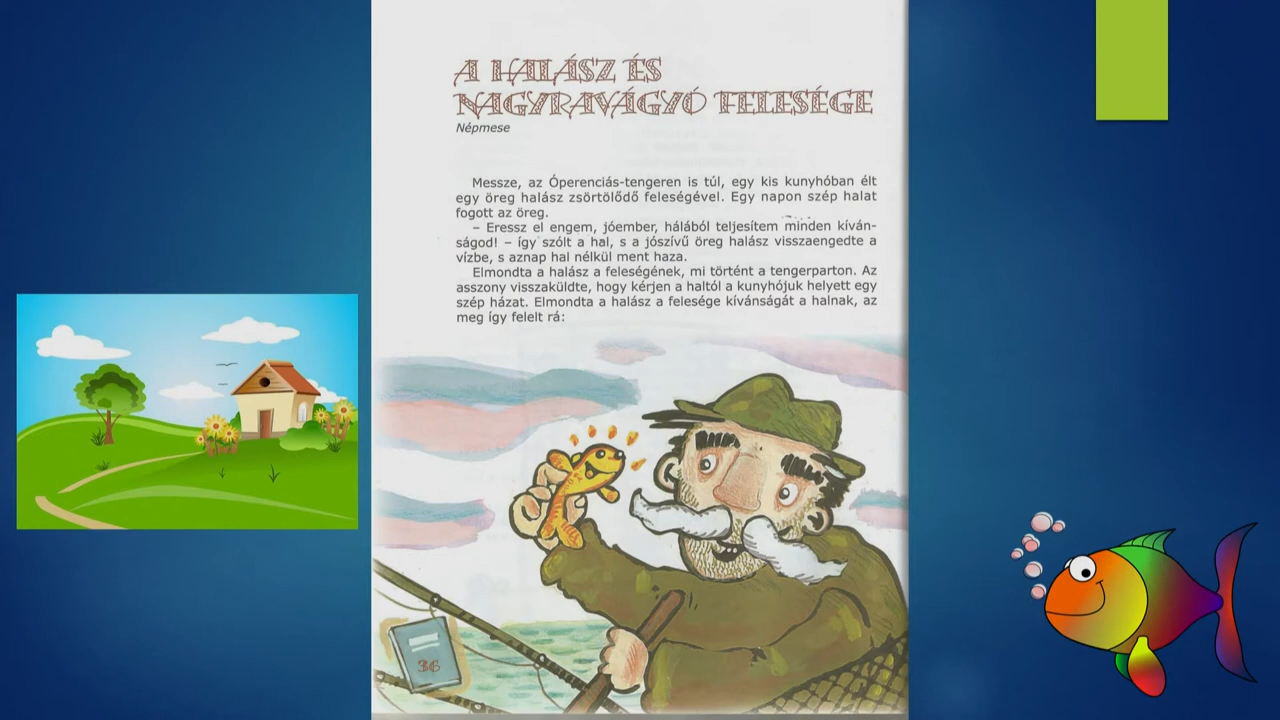 A HALÁSZ ÉS
NAGYRAVÁGYÓ FELESÉGE
Népmese
Messze, az Óperenciás-tengeren is túl, egy kis kunyhóban élt
egy öreg halász zsörtölődő feleségével. Egy napon szép halat
fogott az öreg.
– Eressz el engem, jóember, hálából teljesítem minden kíván-
ságod! – így szólt a hal, s a jószívű öreg halász visszaengedte a
vízbe, s aznap hal nélkül ment haza.
Elmondta a halász a feleségének, mi történt a tengerparton. Az
asszony visszaküldte, hogy kérjen a haltól a kunyhójuk helyett egy
szép házat. Elmondta a halász a felesége kívánságát a halnak, az
meg így felelt rá:
36